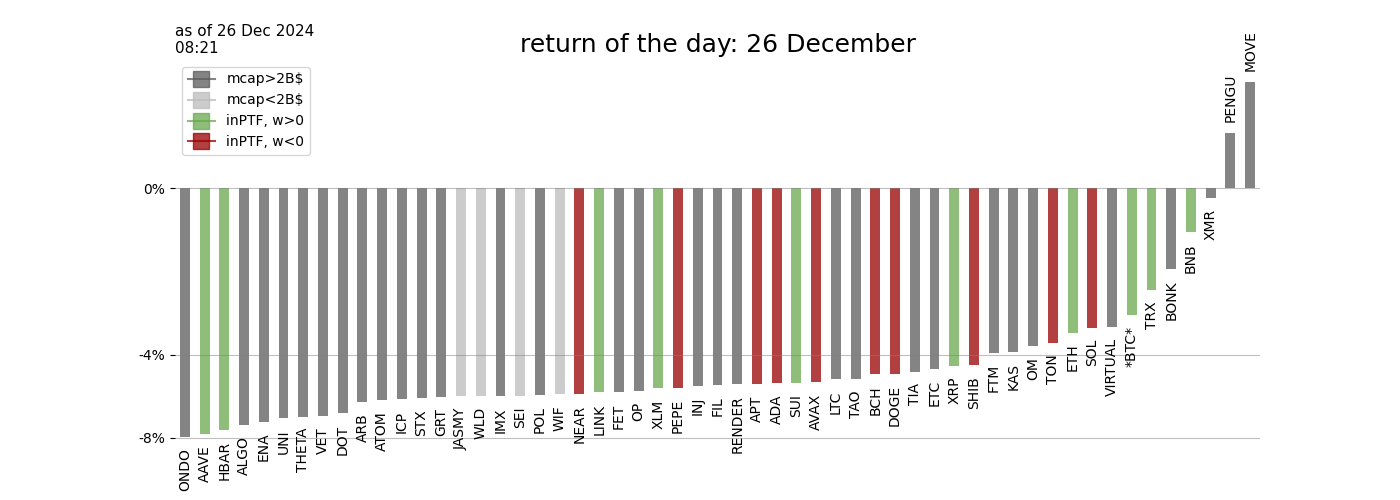 as of 26 Dec 2024
08:21
return of the day: 26 December
mcap>2B$
mcap<2B$
inPTF, w>0
inPTF, w<0
0%
-4%
-8%
ONDO
AAVE
HBAR
ALGO
ENA
UNI
THETA
VET
DOT
ARB
ATOM
ICP
STX
GRT
JASMY
WLD
IMX
SEI
POL
WIF
NEAR
LINK
FET
OP
XLM
PEPE
INJ
FIL
RENDER
APT
ADA
SUI
AVAX
LTC
TAO
BCH
DOGE
TIA
ETC
XRP
SHIB
FTM
KAS
OM
TON
ETH
SOL
VIRTUAL
*BTC*
TRX
BONK
BNB
XMR
PENGU
MOVE